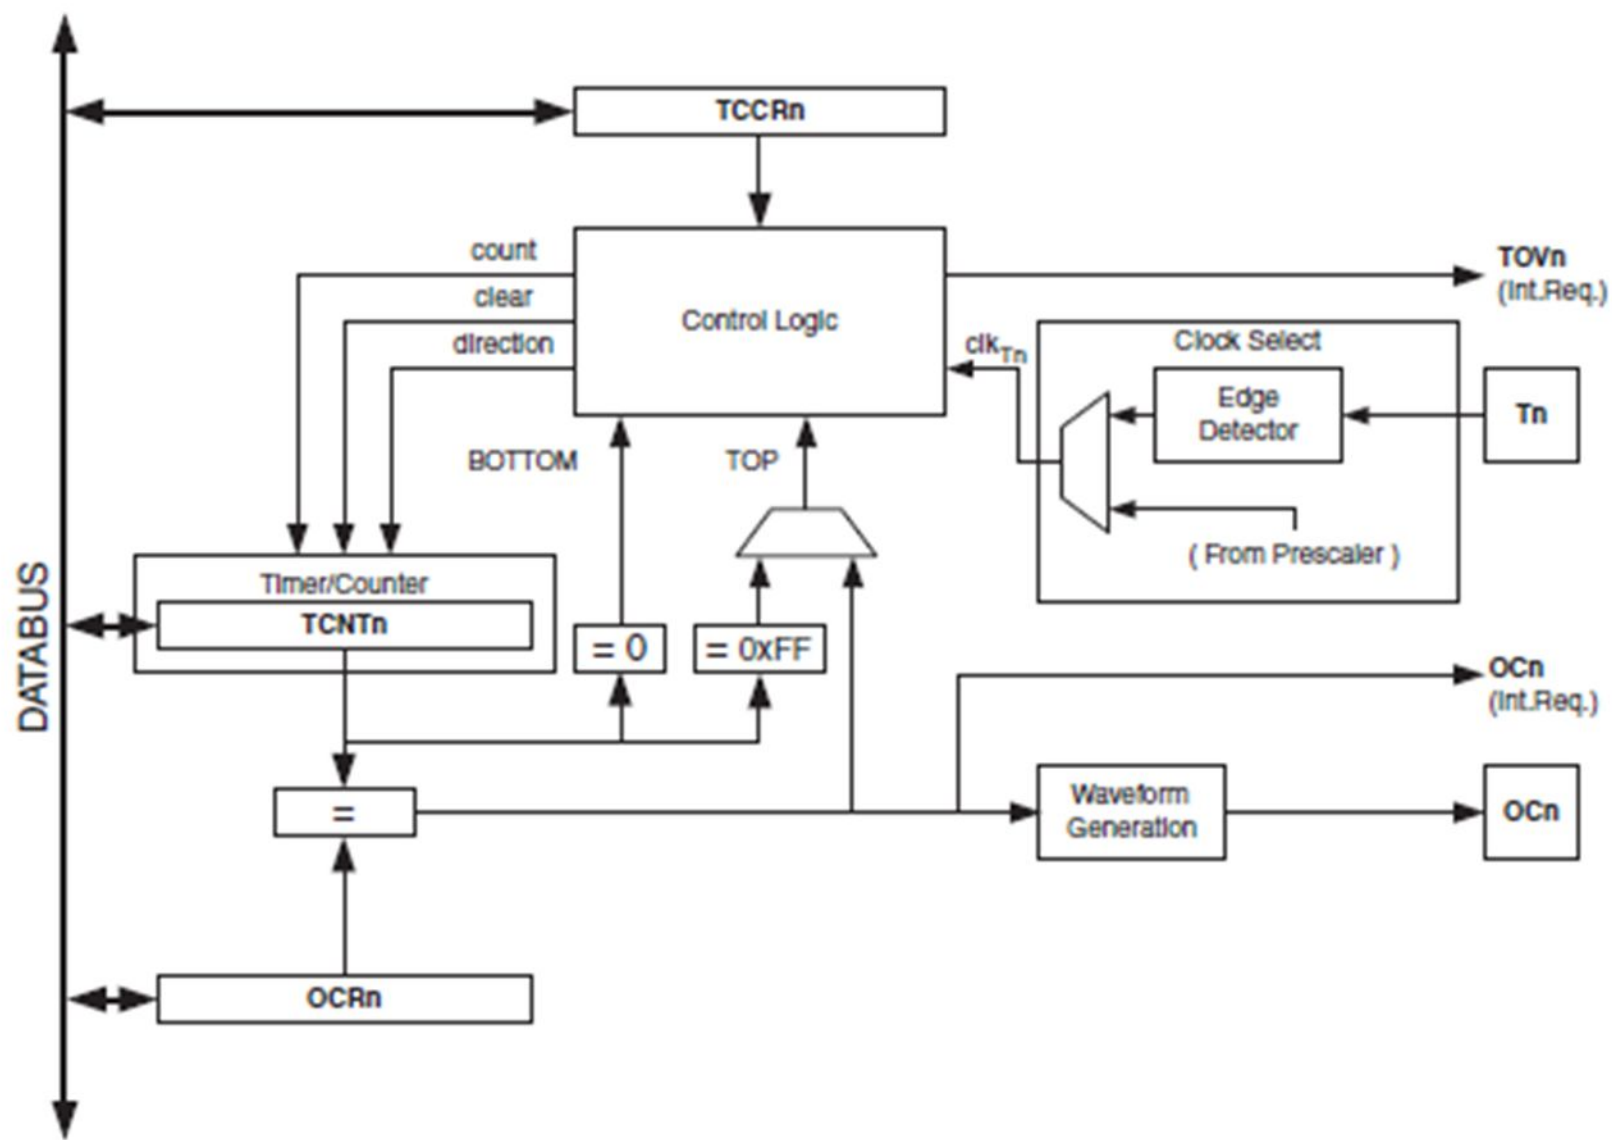 TCCRn
count
clear
direction
Control Logic
TOVn
(Int.Req.)
clkTn
Clock Select
Edge
Detector
Tn
BOTTOM
TOP
( From Prescaler )
DATABUS
Timer/Counter
TCNTn
= 0
= 0xFF
OCn
(Int.Req.)
=
Waveform
Generation
OCn
OCRn